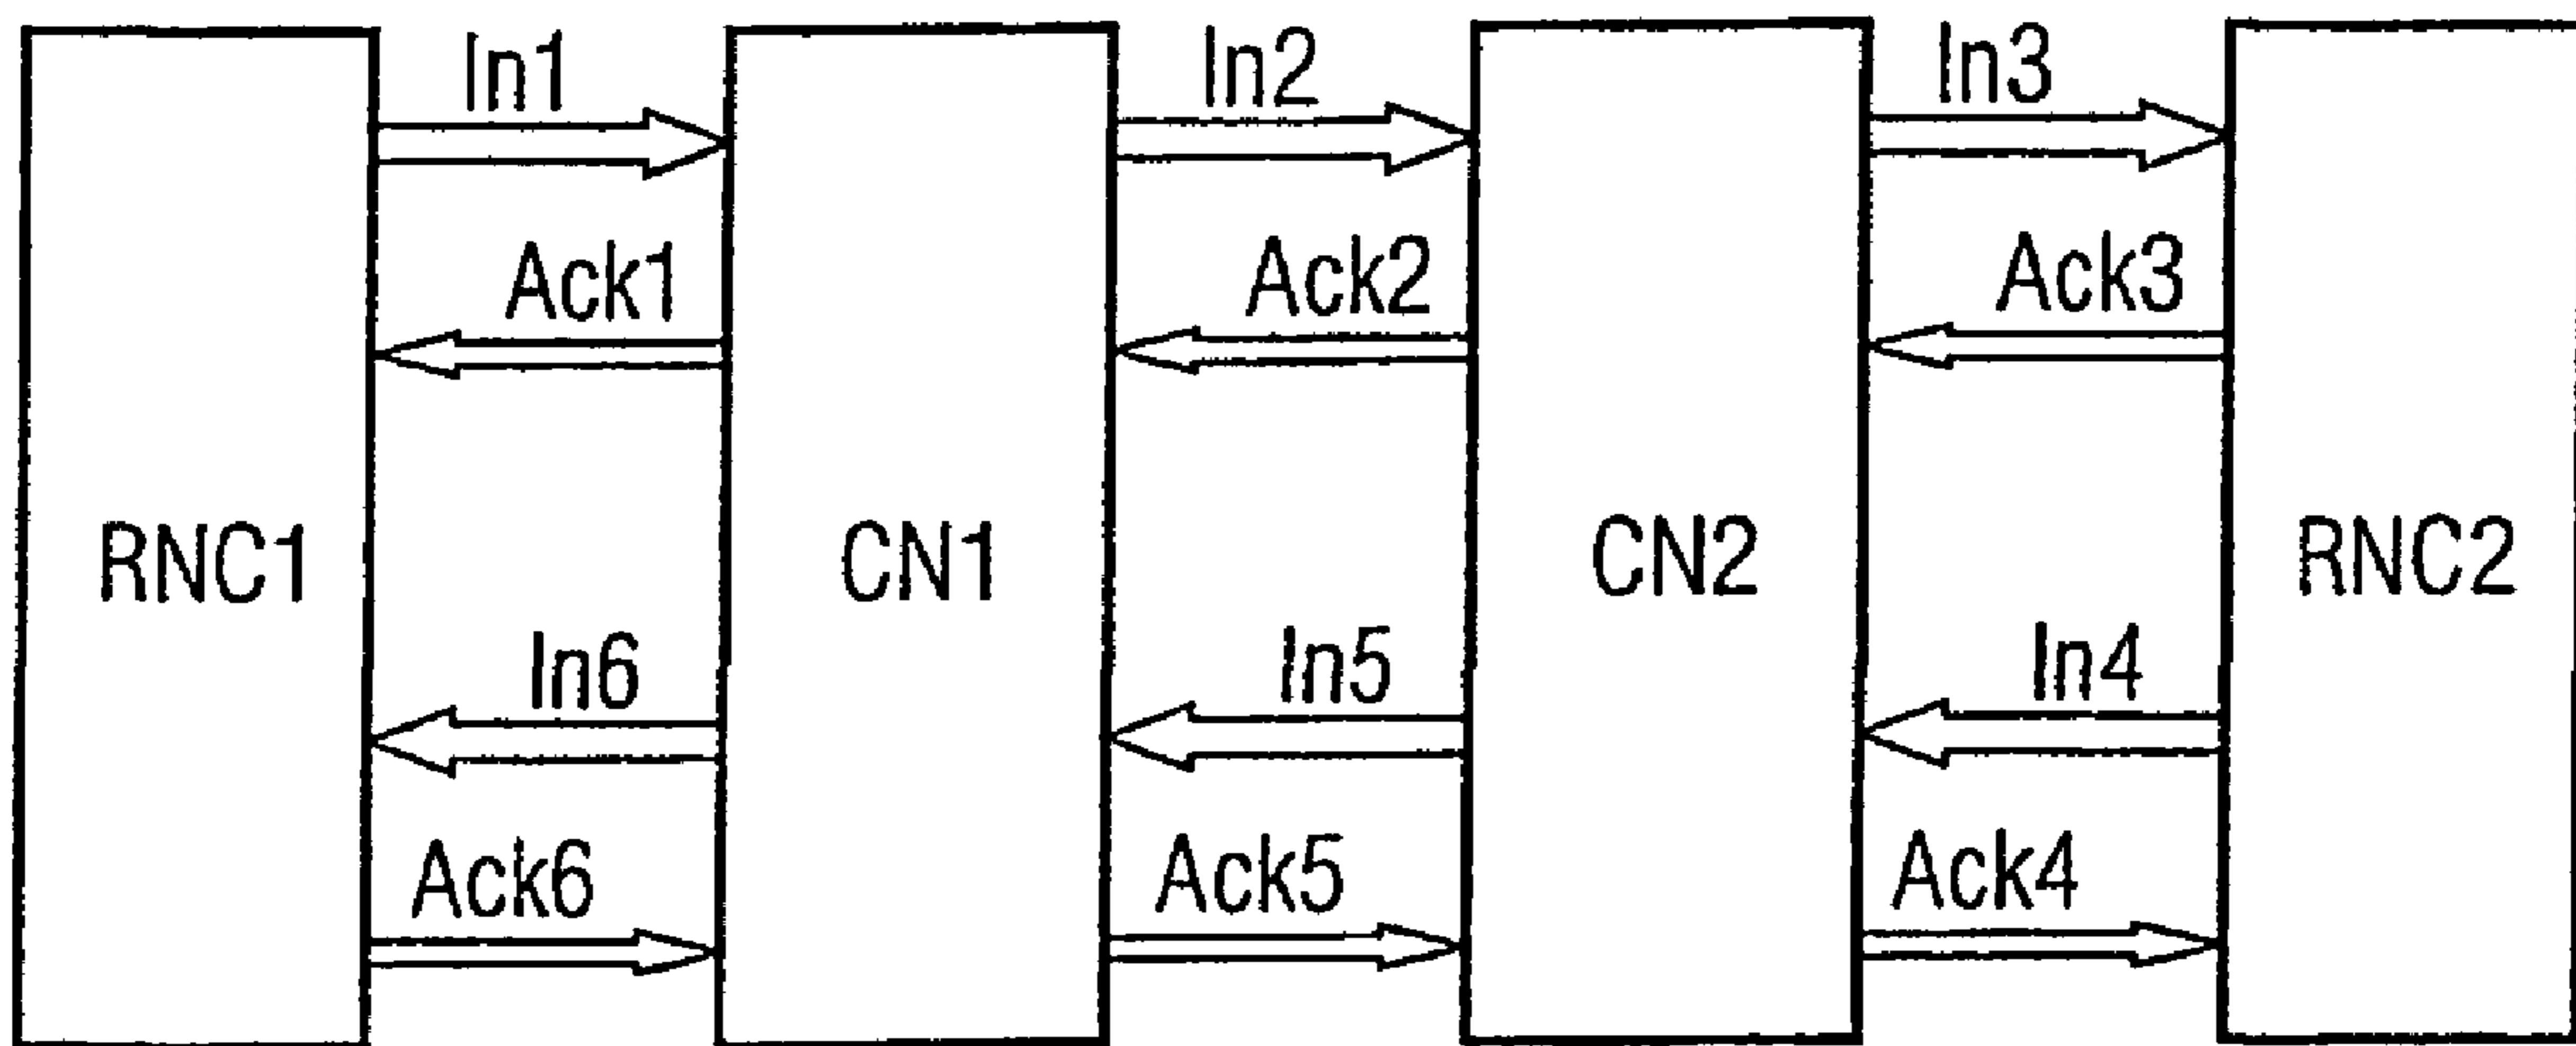 In1 In2 In3
Ack1 Ack2 Ack3
RNC1 CN1 CN2 RNC2
In6 In5 In4
Ack6 Ack5 Ack4